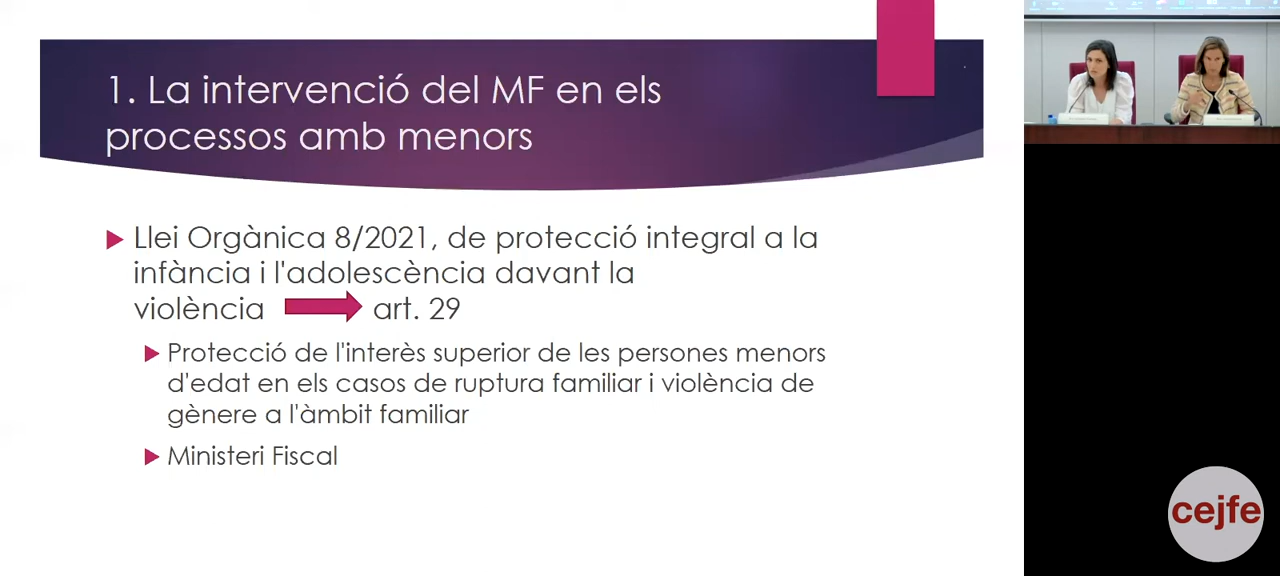 1. La intervenció del MF en els
processos amb menors
Llei Orgànica 8/2021, de protecció integral a la
infància i l'adolescència davant la
violència art. 29
Protecció de l'interès superior de les persones menors
d'edat en els casos de ruptura familiar i violència de
gènere a l'àmbit familiar
Ministeri Fiscal
cejfe